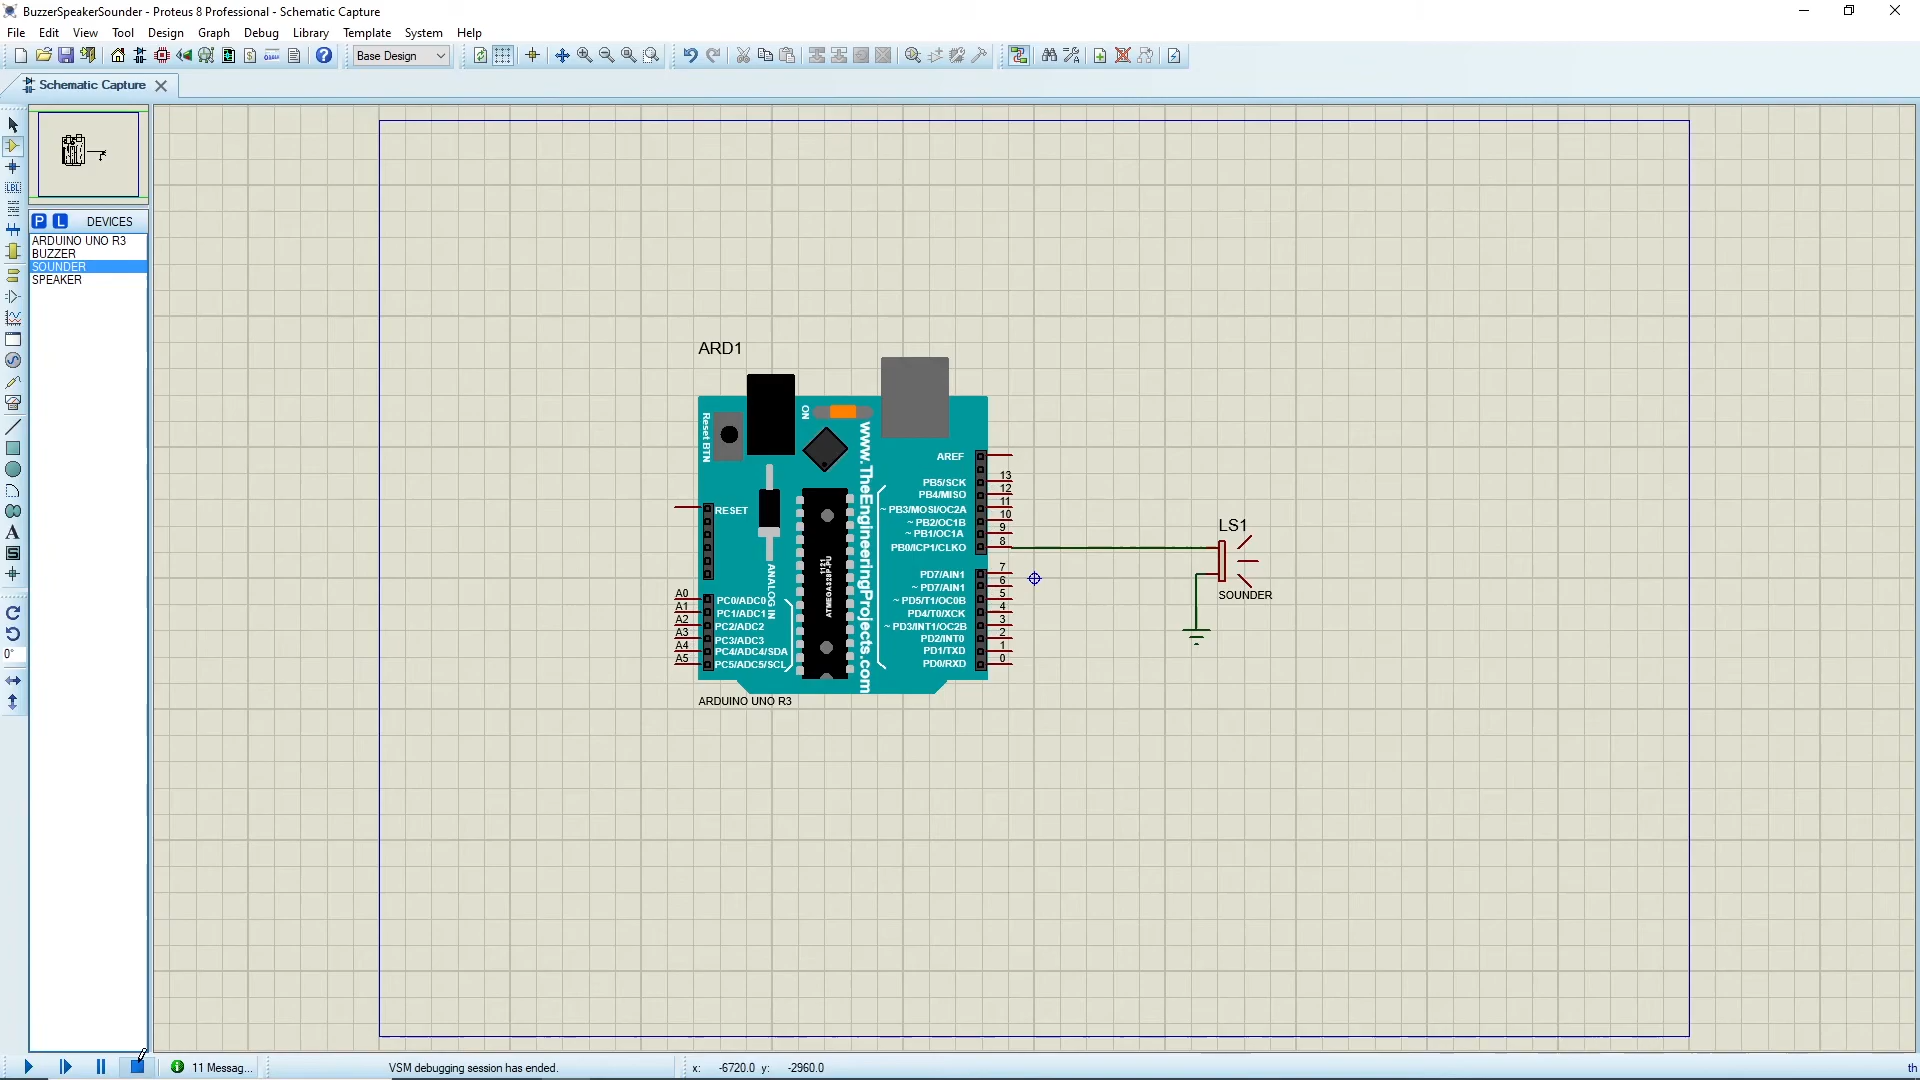 BuzzerSpeakerSounder - Proteus 8 Professional - Schematic Capture
File Edit View Tool Design Graph Debug Library Template System Help
Base Design
Schematic Capture
P L DEVICES
ARDUINO UNO R3
BUZZER
SOUNDER
SPEAKER
LBL
A
S
0°
ARD1
ON
Reset BTN
www.TheEngineeringProjects.com
AREF
PB5/SCK 13
PB4/MISO 12
~ PB3/MOSI/OC2A 11
~ PB2/OC1B 10
~ PB1/OC1A 9
PB0/ICP1/CLKO 8
RESET
1121
ATMEGA328P-PU
ANALOG IN
PD7/AIN1 7
~ PD7/AIN1 6
~ PD5/T1/OC0B 5
PD4/T0/XCK 4
~ PD3/INT1/OC2B 3
PD2/INT0 2
PD1/TXD 1
PD0/RXD 0
A0 PC0/ADC0
A1 PC1/ADC1
A2 PC2/ADC2
A3 PC3/ADC3
A4 PC4/ADC4/SDA
A5 PC5/ADC5/SCL
ARDUINO UNO R3
LS1
SOUNDER
11 Messag... VSM debugging session has ended. x: -6720.0 y: -2960.0 th